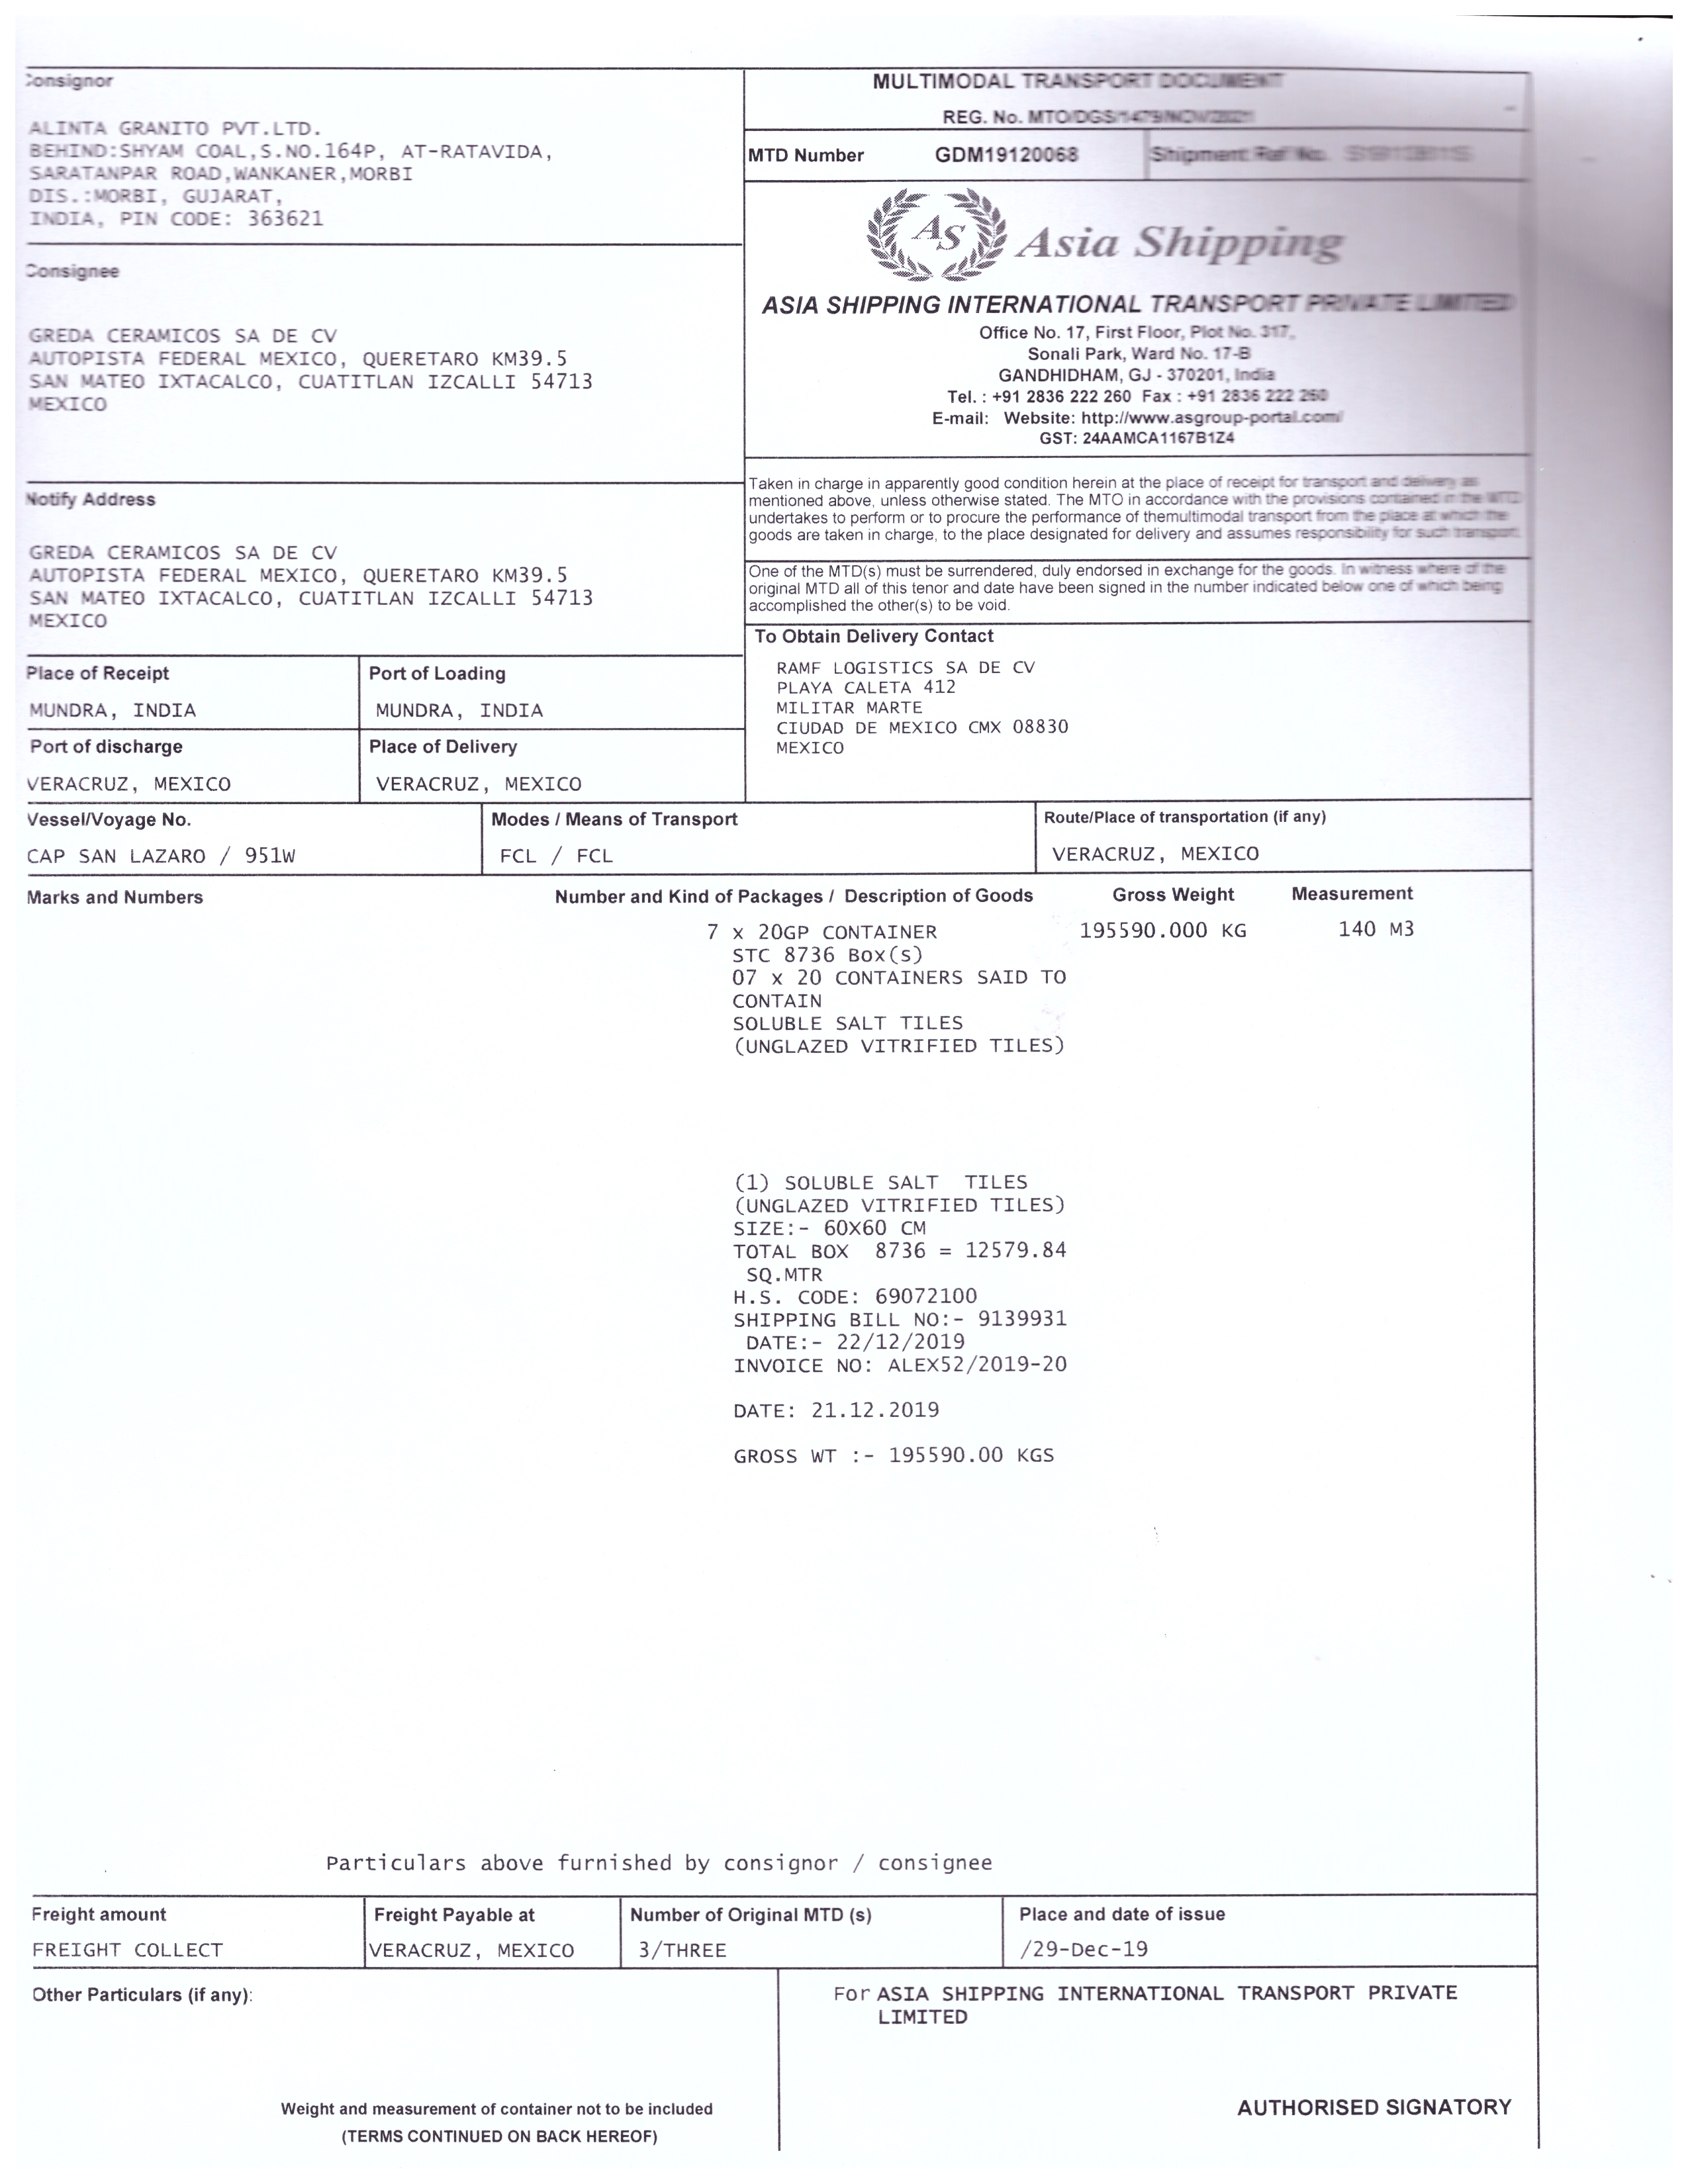 Consignor
ALINTA GRANITO PVT.LTD.
BEHIND:SHYAM COAL,S.NO.164P, AT-RATAVIDA,
SARATANPAR ROAD,WANKANER,MORBI
DIS.:MORBI, GUJARAT,
INDIA, PIN CODE: 363621
MULTIMODAL TRANSPORT DOCUMENT
REG. No.
MTD Number GDM19120068 Shipment Ref No.
AS Asia Shipping
ASIA SHIPPING INTERNATIONAL TRANSPORT PRIVATE LIMITED
Office No. 17, First Floor, Plot No. 317,
Sonali Park, Ward No. 17-B
GANDHIDHAM, GJ - 370201, India
Tel. : +91 2836 222 260 Fax : +91 2836 222 260
E-mail: Website: http://www.asgroup-portal.com/
GST: 24AAMCA1167B1Z4
Consignee
GREDA CERAMICOS SA DE CV
AUTOPISTA FEDERAL MEXICO, QUERETARO KM39.5
SAN MATEO IXTACALCO, CUATITLAN IZCALLI 54713
MEXICO
Taken in charge in apparently good condition herein at the place of receipt for transport and delivery as
mentioned above, unless otherwise stated. The MTO in accordance with the provisions contained in the MTD
undertakes to perform or to procure the performance of themultimodal transport from the place at which the
goods are taken in charge, to the place designated for delivery and assumes responsibility for such transport.
One of the MTD(s) must be surrendered, duly endorsed in exchange for the goods. In witness where of the
original MTD all of this tenor and date have been signed in the number indicated below one of which being
accomplished the other(s) to be void.
Notify Address
GREDA CERAMICOS SA DE CV
AUTOPISTA FEDERAL MEXICO, QUERETARO KM39.5
SAN MATEO IXTACALCO, CUATITLAN IZCALLI 54713
MEXICO
To Obtain Delivery Contact
RAMF LOGISTICS SA DE CV
PLAYA CALETA 412
MILITAR MARTE
CIUDAD DE MEXICO CMX 08830
MEXICO
Place of Receipt Port of Loading
MUNDRA, INDIA MUNDRA, INDIA
Port of discharge Place of Delivery
VERACRUZ, MEXICO VERACRUZ, MEXICO
Vessel/Voyage No. Modes / Means of Transport Route/Place of transportation (if any)
CAP SAN LAZARO / 951W FCL / FCL VERACRUZ, MEXICO
Marks and Numbers Number and Kind of Packages / Description of Goods Gross Weight Measurement
7 x 20GP CONTAINER 195590.000 KG 140 M3
STC 8736 Box(s)
07 x 20 CONTAINERS SAID TO
CONTAIN
SOLUBLE SALT TILES
(UNGLAZED VITRIFIED TILES)
(1) SOLUBLE SALT TILES
(UNGLAZED VITRIFIED TILES)
SIZE:- 60X60 CM
TOTAL BOX 8736 = 12579.84
SQ.MTR
H.S. CODE: 69072100
SHIPPING BILL NO:- 9139931
DATE:- 22/12/2019
INVOICE NO: ALEX52/2019-20
DATE: 21.12.2019
GROSS WT :- 195590.00 KGS
Particulars above furnished by consignor / consignee
Freight amount Freight Payable at Number of Original MTD (s) Place and date of issue
FREIGHT COLLECT VERACRUZ, MEXICO 3/THREE /29-Dec-19
Other Particulars (if any):
For ASIA SHIPPING INTERNATIONAL TRANSPORT PRIVATE
LIMITED
Weight and measurement of container not to be included
(TERMS CONTINUED ON BACK HEREOF)
AUTHORISED SIGNATORY